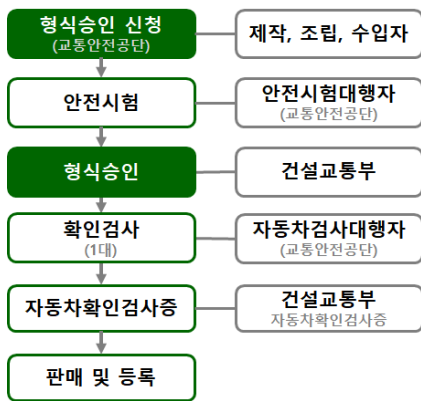 형식승인 신청
(교통안전공단)
제작, 조립, 수입자
안전시험
안전시험대행자
(교통안전공단)
형식승인
건설교통부
확인검사
(1대)
자동차검사대행자
(교통안전공단)
자동차확인검사증
건설교통부
자동차확인검사증
판매 및 등록